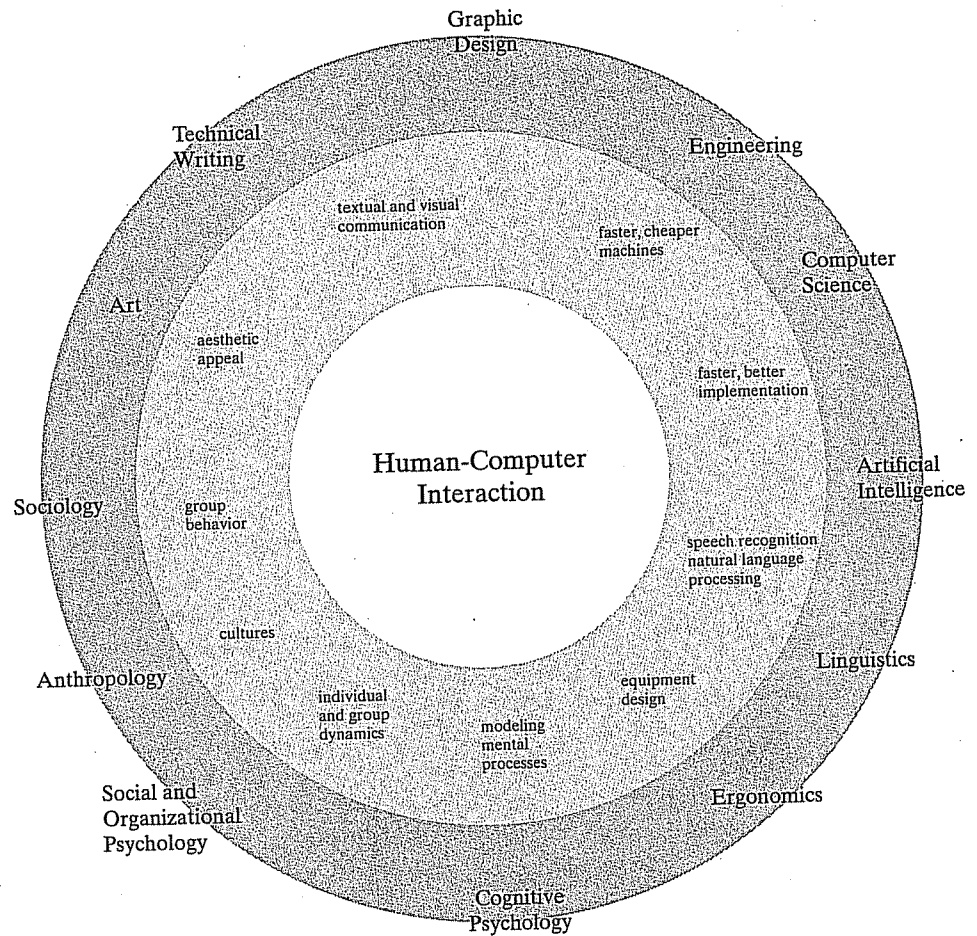 Graphic
Design
Technical
Writing
Engineering
textual and visual
communication
faster, cheaper
machines
Computer
Science
Art
aesthetic
appeal
faster, better
implementation
Human-Computer
Interaction
Artificial
Intelligence
Sociology
group
behavior
speech recognition
natural language
processing
cultures
Linguistics
Anthropology
equipment
design
individual
and group
dynamics
modeling
mental
processes
Social and
Organizational
Psychology
Ergonomics
Cognitive
Psychology